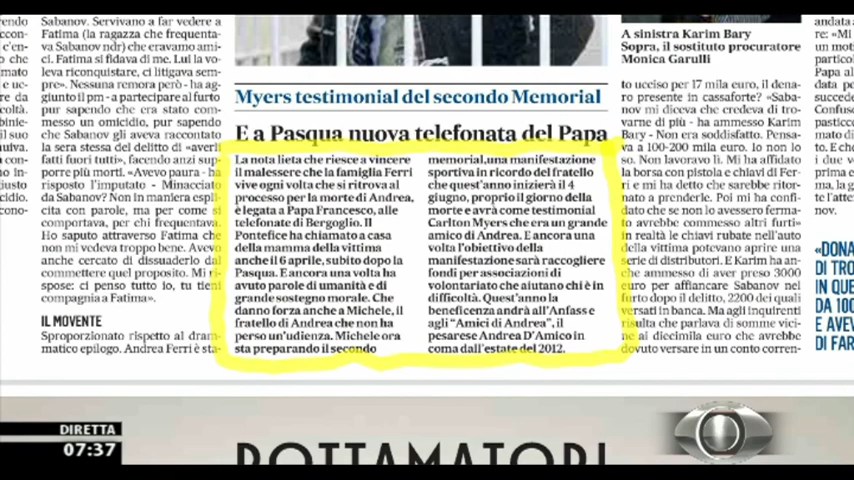 Sabanov. Servivano a far vedere a
Fatima (la ragazza che frequenta-
va Sabanov ndr) che eravamo ami-
ci. Fatima si fidava di me. Lui la vo-
leva riconquistare, ci litigava sem-
pre». Nessuna remora però - ha ag-
giunto il pm - a partecipare al furto
pur sapendo che era stato com-
messo un omicidio, pur sapendo
che Sabanov gli aveva raccontato
la sera stessa del delitto di «averli
fatti fuori tutti», facendo anzi sup-
porre più morti. «Avevo paura - ha
risposto l'imputato - Minacciato
da Sabanov? Non in maniera espli-
cita con parole, ma per come si
comportava, per chi frequentava.
Ho saputo attraverso Fatima che
non mi vedeva troppo bene. Avevo
anche cercato di dissuaderlo dal
commettere quel proposito. Mi ri-
spose: ci penso tutto io, tu tieni
compagnia a Fatima».
IL MOVENTE
Sproporzionato rispetto al dram-
matico epilogo. Andrea Ferri è sta-
Myers testimonial del secondo Memorial
E a Pasqua nuova telefonata del Papa
La nota lieta che riesce a vincere
il malessere che la famiglia Ferri
vive ogni volta che si ritrova al
processo per la morte di Andrea,
è legata a Papa Francesco, alle
telefonate di Bergoglio. Il
Pontefice ha chiamato a casa
della mamma della vittima
anche il 6 aprile, subito dopo la
Pasqua. E ancora una volta ha
avuto parole di umanità e di
grande sostegno morale. Che
danno forza anche a Michele, il
fratello di Andrea che non ha
perso un'udienza. Michele ora
sta preparando il secondo
memorial,una manifestazione
sportiva in ricordo del fratello
che quest'anno inizierà il 4
giugno, proprio il giorno della
morte e avrà come testimonial
Carlton Myers che era un grande
amico di Andrea. E ancora una
volta l'obiettivo della
manifestazione sarà raccogliere
fondi per associazioni di
volontariato che aiutano chi è in
difficoltà. Quest'anno la
beneficenza andrà all'Anfass e
agli “Amici di Andrea”, il
pesarese Andrea D'Amico in
coma dall'estate del 2012.
A sinistra Karim Bary
Sopra, il sostituto procuratore
Monica Garulli
to ucciso per 17 mila euro, il dena-
ro presente in cassaforte? «Saba-
nov mi diceva che credeva di tro-
varne di più - ha ammesso Karim
Bary - Non era soddisfatto. Pensa-
va a 100-200 mila euro. Io non lo
so. Non lavoravo lì. Mi ha affidato
la borsa con pistola e chiavi di Fer-
ri e mi ha detto che sarebbe ritor-
nato a prenderle. Poi mi ha confi-
dato che se non lo avessero ferma-
to avrebbe commesso altri furti»
in realtà le chiavi rubate nell'auto
della vittima potevano aprire una
serie di distributori. E Karim ha an-
che ammesso di aver preso 3000
euro per affiancare Sabanov nel
furto dopo il delitto, 2200 dei quali
versati in banca. Ma agli inquirenti
risulta che parlava di somme vici-
ne ai diecimila euro che avrebbe
dovuto versare in un conto corren-
«DONA
DI TRO
IN QUE
DA 100
E AVEV
DI FAR
DIRETTA
07:37
ROTTAMATORI